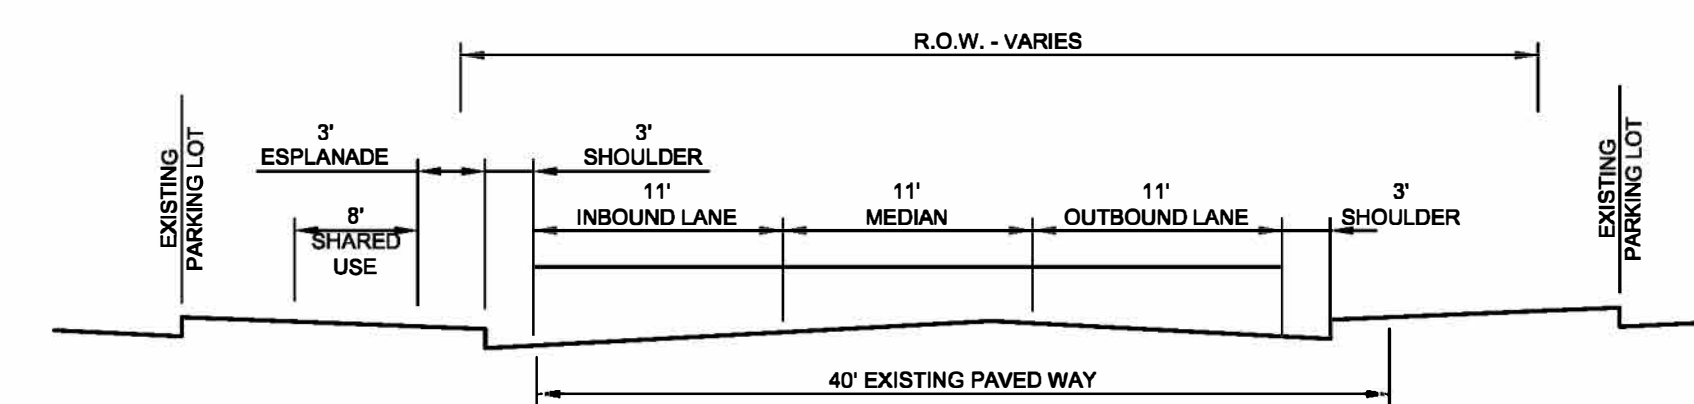 R.O.W. - VARIES
EXISTING
PARKING LOT
3'
ESPLANADE
3'
SHOULDER
8'
SHARED
USE
11'
INBOUND LANE
11'
MEDIAN
11'
OUTBOUND LANE
3'
SHOULDER
EXISTING
PARKING LOT
40' EXISTING PAVED WAY